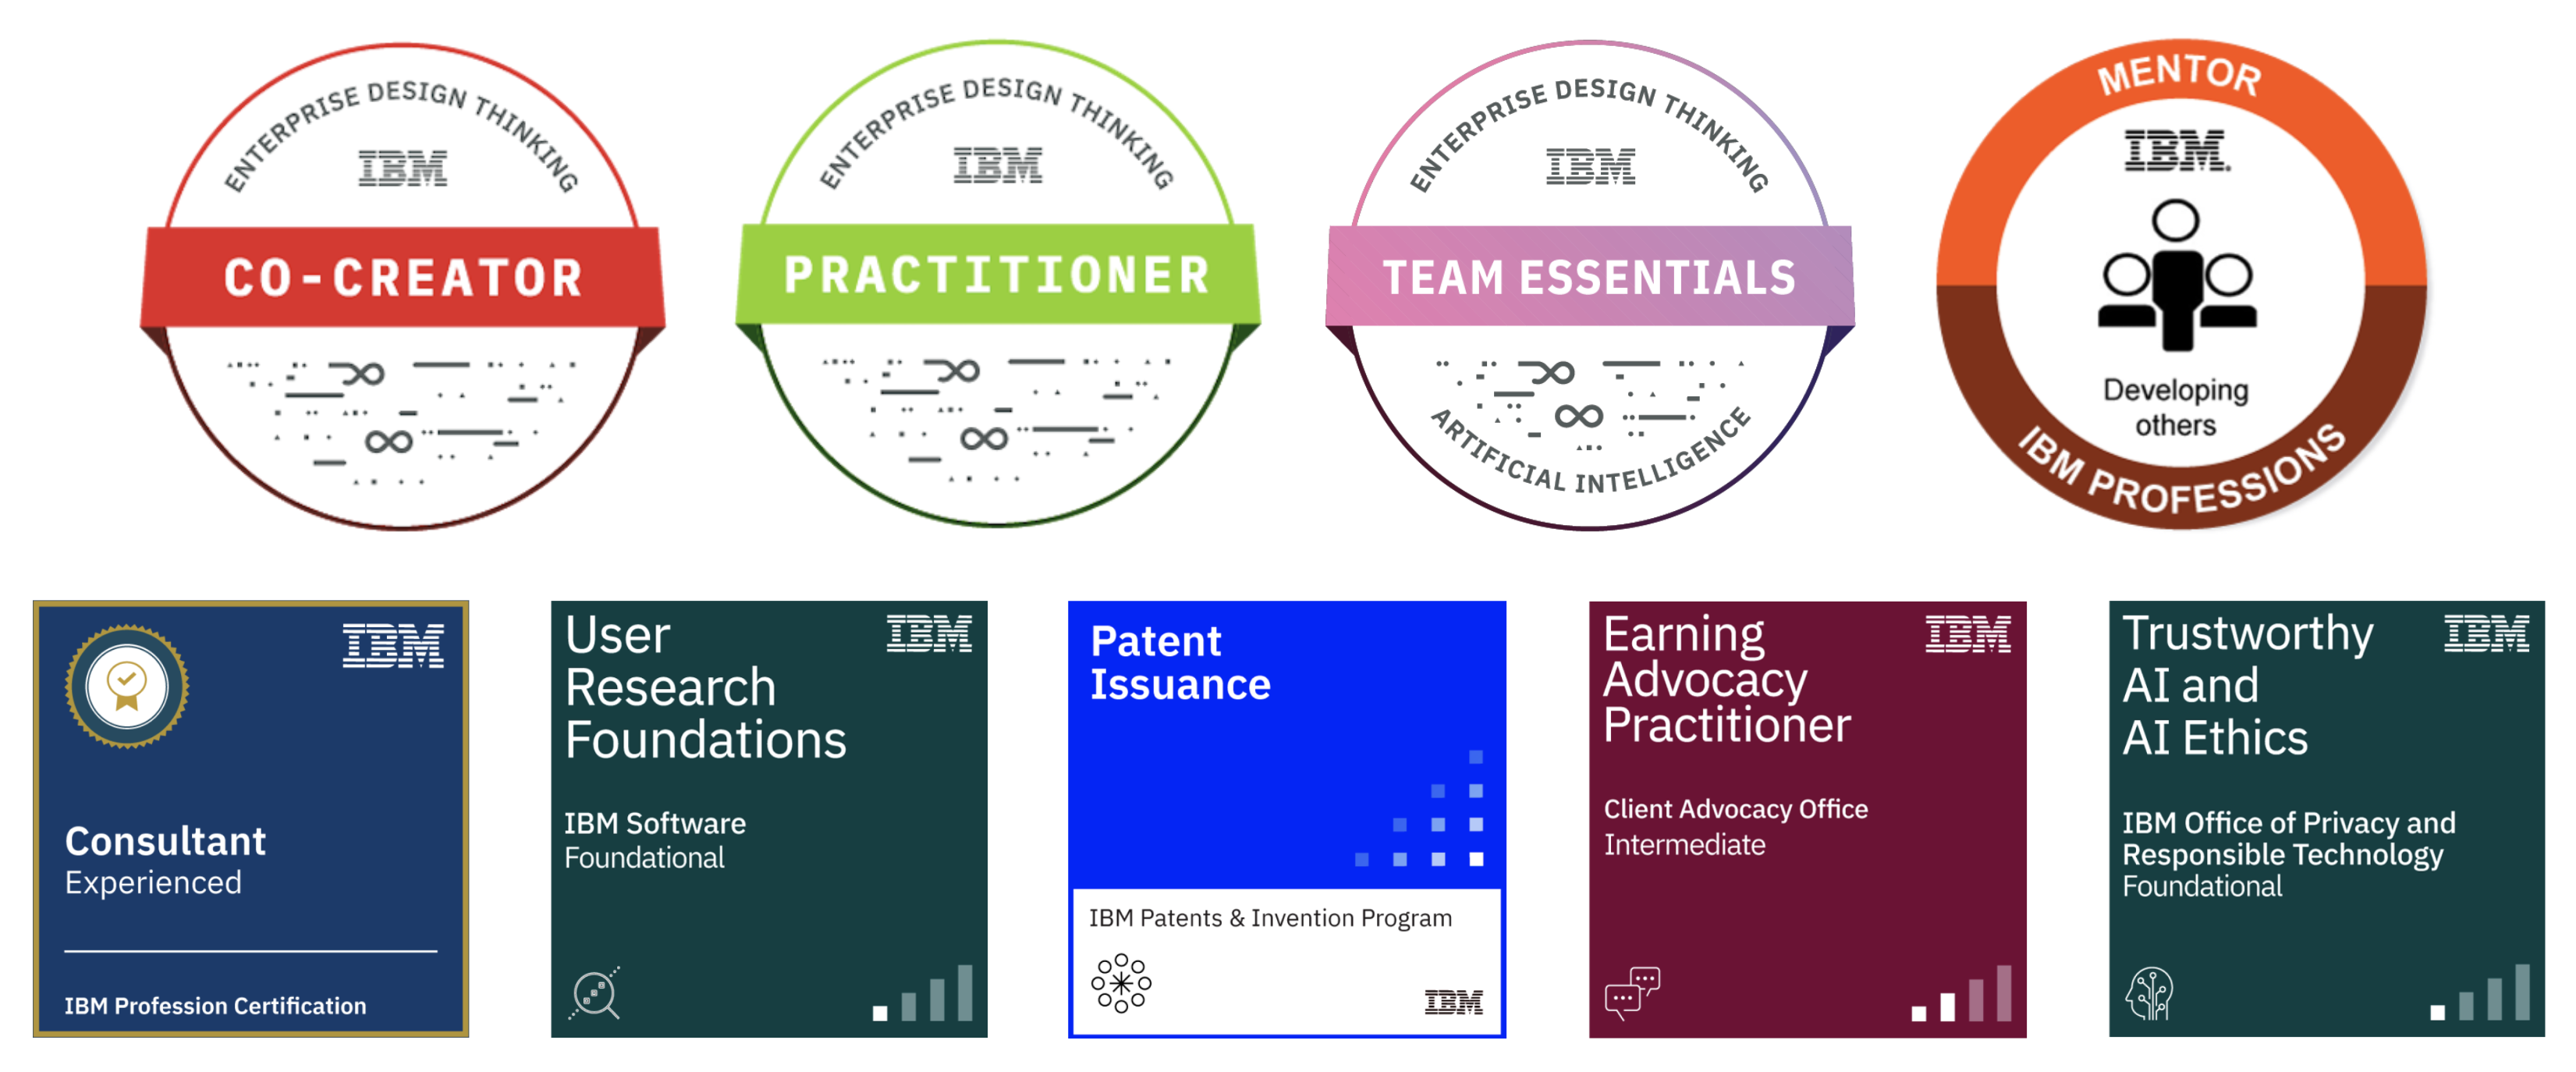 ENTERPRISE DESIGN THINKING
IBM
CO-CREATOR
ENTERPRISE DESIGN THINKING
IBM
PRACTITIONER
ENTERPRISE DESIGN THINKING
IBM
TEAM ESSENTIALS
ARTIFICIAL INTELLIGENCE
MENTOR
IBM.
Developing
others
IBM PROFESSIONS
IBM
Consultant
Experienced
IBM Profession Certification
User
Research
Foundations
IBM
IBM Software
Foundational
Patent
Issuance
IBM Patents & Invention Program
IBM
Earning
Advocacy
Practitioner
IBM
Client Advocacy Office
Intermediate
Trustworthy
AI and
AI Ethics
IBM
IBM Office of Privacy and
Responsible Technology
Foundational